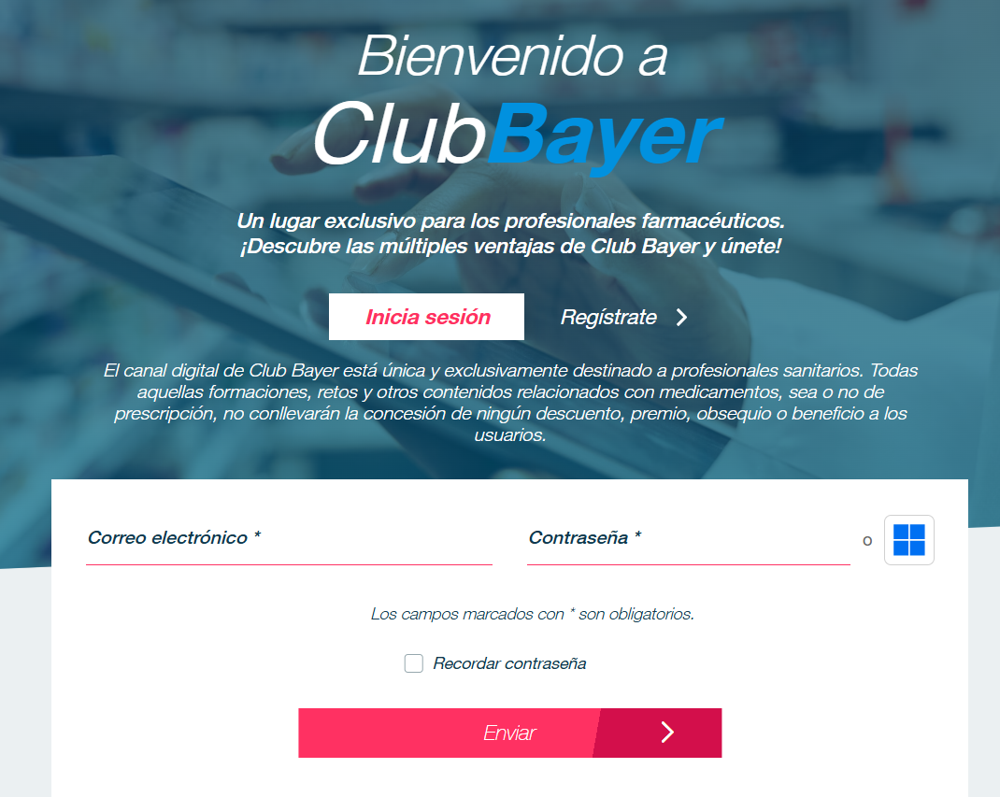 Bienvenido a
ClubBayer
Un lugar exclusivo para los profesionales farmacéuticos.
¡Descubre las múltiples ventajas de Club Bayer y únete!
Inicia sesión
Regístrate
El canal digital de Club Bayer está única y exclusivamente destinado a profesionales sanitarios. Todas
aquellas formaciones, retos y otros contenidos relacionados con medicamentos, sea o no de
prescripción, no conllevarán la concesión de ningún descuento, premio, obsequio o beneficio a los
usuarios.
Correo electrónico *
Contraseña *
o
Los campos marcados con * son obligatorios.
Recordar contraseña
Enviar